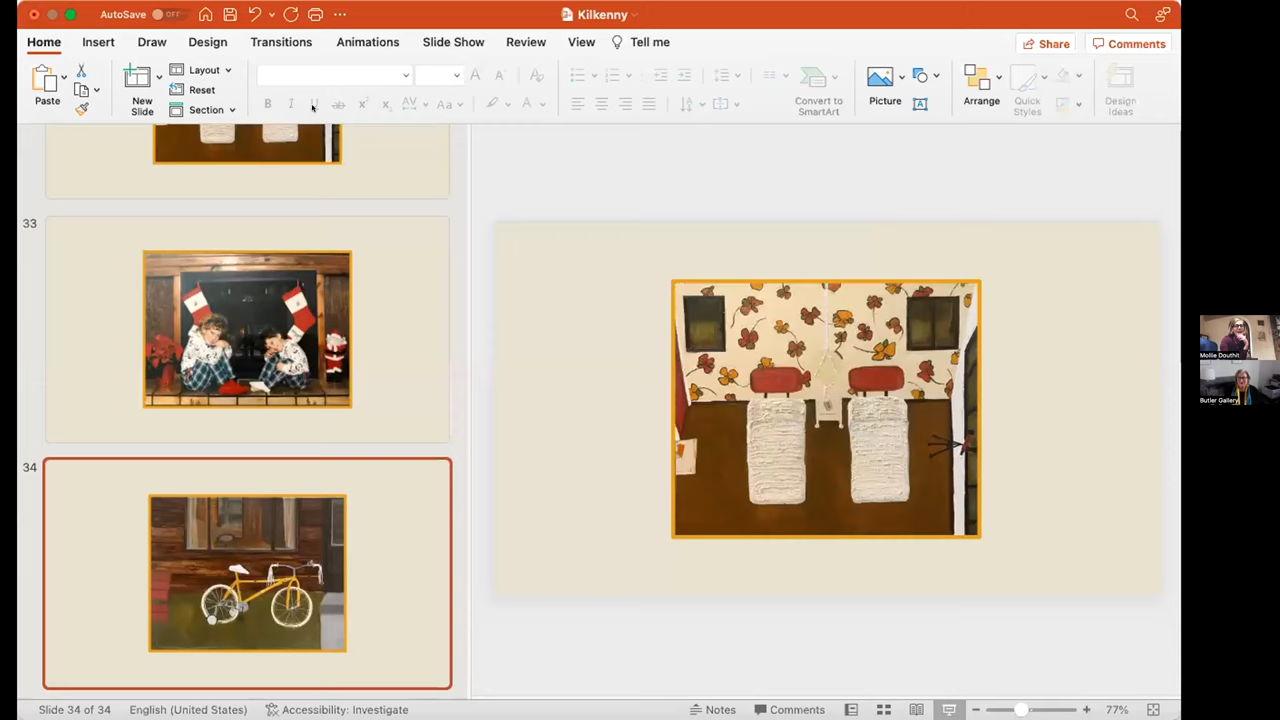 AutoSave OFF
Kilkenny
Home Insert Draw Design Transitions Animations Slide Show Review View Tell me
Share Comments
Paste
New Slide
Layout
Reset
Section
Convert to SmartArt
Picture
Arrange
Quick Styles
Design Ideas
33
34
Mollie Douthit
Butler Gallery
Slide 34 of 34 English (United States) Accessibility: Investigate Notes Comments 77%